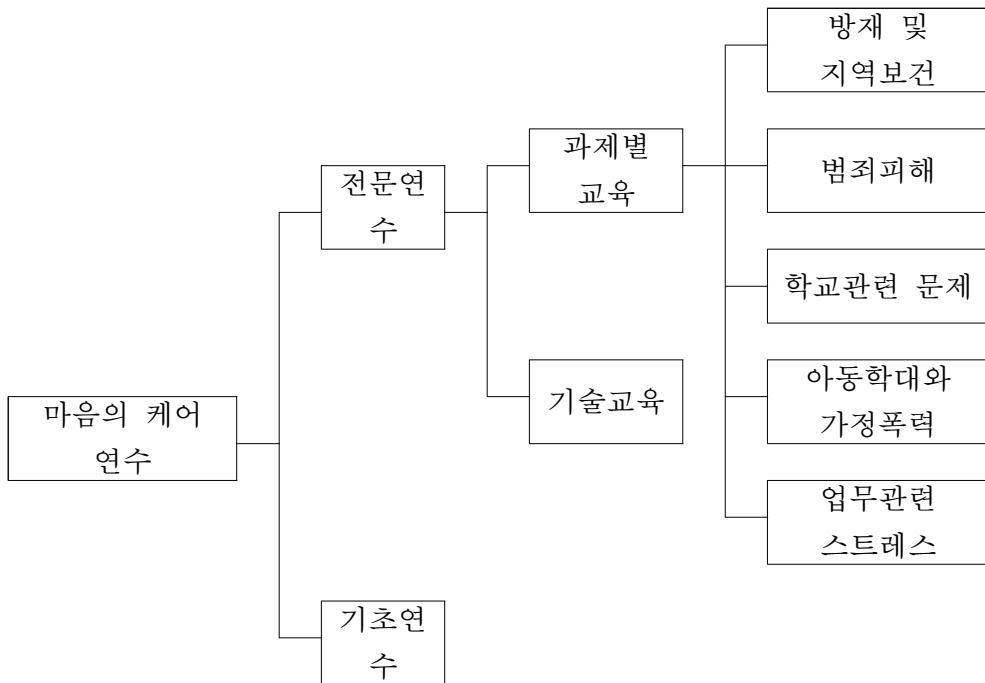 방재 및
지역보건
과제별
교육
범죄피해
전문연
수
학교관련 문제
기술교육
아동학대와
가정폭력
마음의 케어
연수
업무관련
스트레스
기초연
수